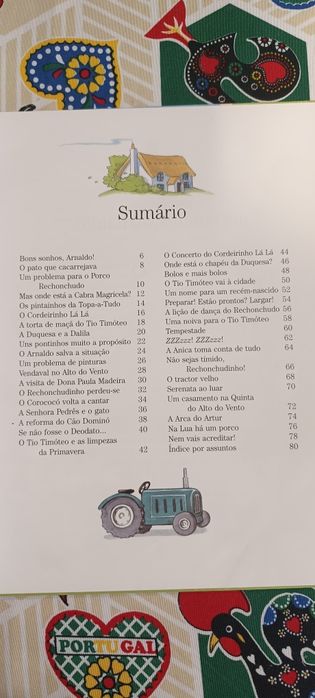 Sumário
Bons sonhos, Arnaldo! 6
O pato que cacarrejava 8
Um problema para o Porco
Rechonchudo 10
Mas onde está a Cabra Magricela? 12
Os pintainhos da Topa-a-Tudo 14
O Cordeirinho Lá Lá 16
A torta de maçã do Tio Timóteo 18
A Duquesa e a Dalila 20
Uns pontinhos muito a propósito 22
O Arnaldo salva a situação 24
Um problema de pinturas 26
Vendaval no Alto do Vento 28
A visita de Dona Paula Madeira 30
O Rechonchudinho perdeu-se 32
O Corococó volta a cantar 34
A Senhora Pedrês e o gato 36
A reforma do Cão Dominó 38
Se não fosse o Deodato... 40
O Tio Timóteo e as limpezas
da Primavera 42
O Concerto do Cordeirinho Lá Lá 44
Onde está o chapéu da Duquesa? 46
Bolos e mais bolos 48
O Tio Timóteo vai à cidade 50
Um nome para um recém-nascido 52
Preparar! Estão prontos? Largar! 54
A lição de dança do Rechonchudo 56
Uma noiva para o Tio Timóteo 58
Tempestade 60
ZZZzzz! ZZZzzz! 62
A Anica toma conta de tudo 64
Não sejas tímido,
Rechonchudinho! 66
O tractor velho 68
Serenata ao luar 70
Um casamento na Quinta
do Alto do Vento 72
A Arca do Artur 74
Na Lua há um porco 76
Nem vais acreditar! 78
Índice por assuntos 80
PORTUGAL